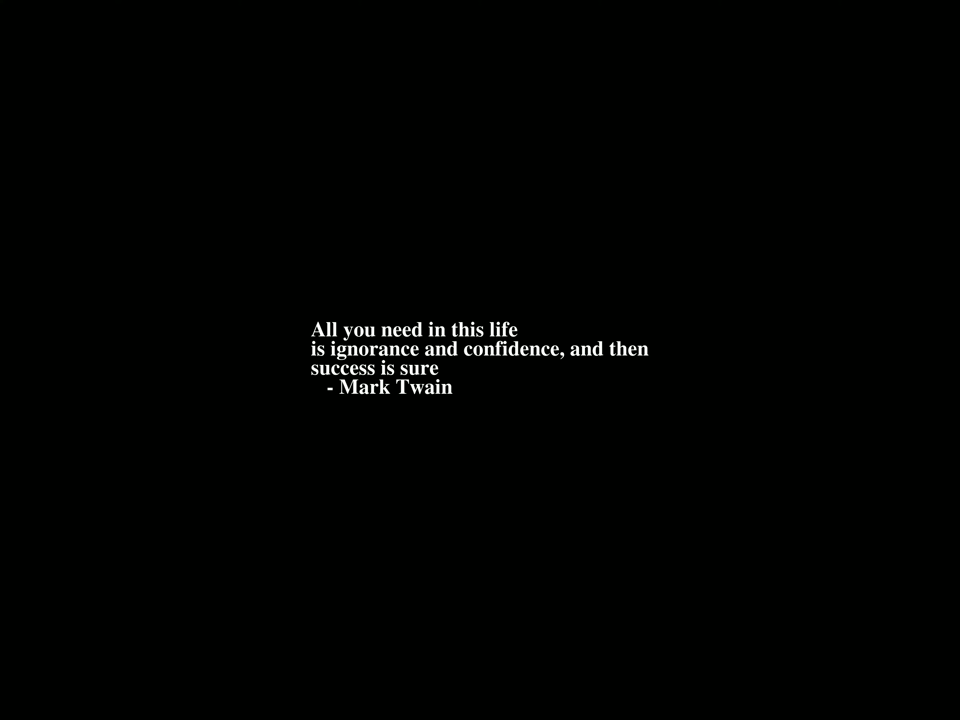 All you need in this life
is ignorance and confidence, and then
success is sure
- Mark Twain